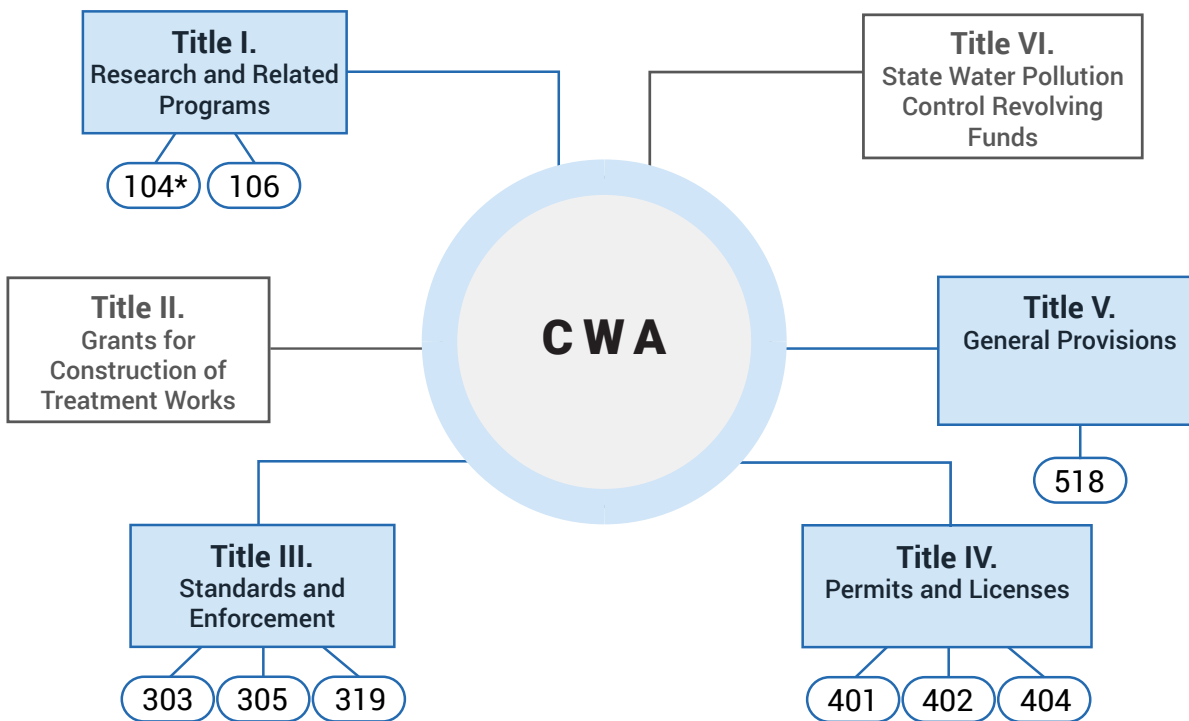 Title I.
Research and Related
Programs
104*
106
Title VI.
State Water Pollution
Control Revolving
Funds
Title II.
Grants for
Construction of
Treatment Works
CWA
Title V.
General Provisions
518
Title III.
Standards and
Enforcement
303
305
319
Title IV.
Permits and Licenses
401
402
404